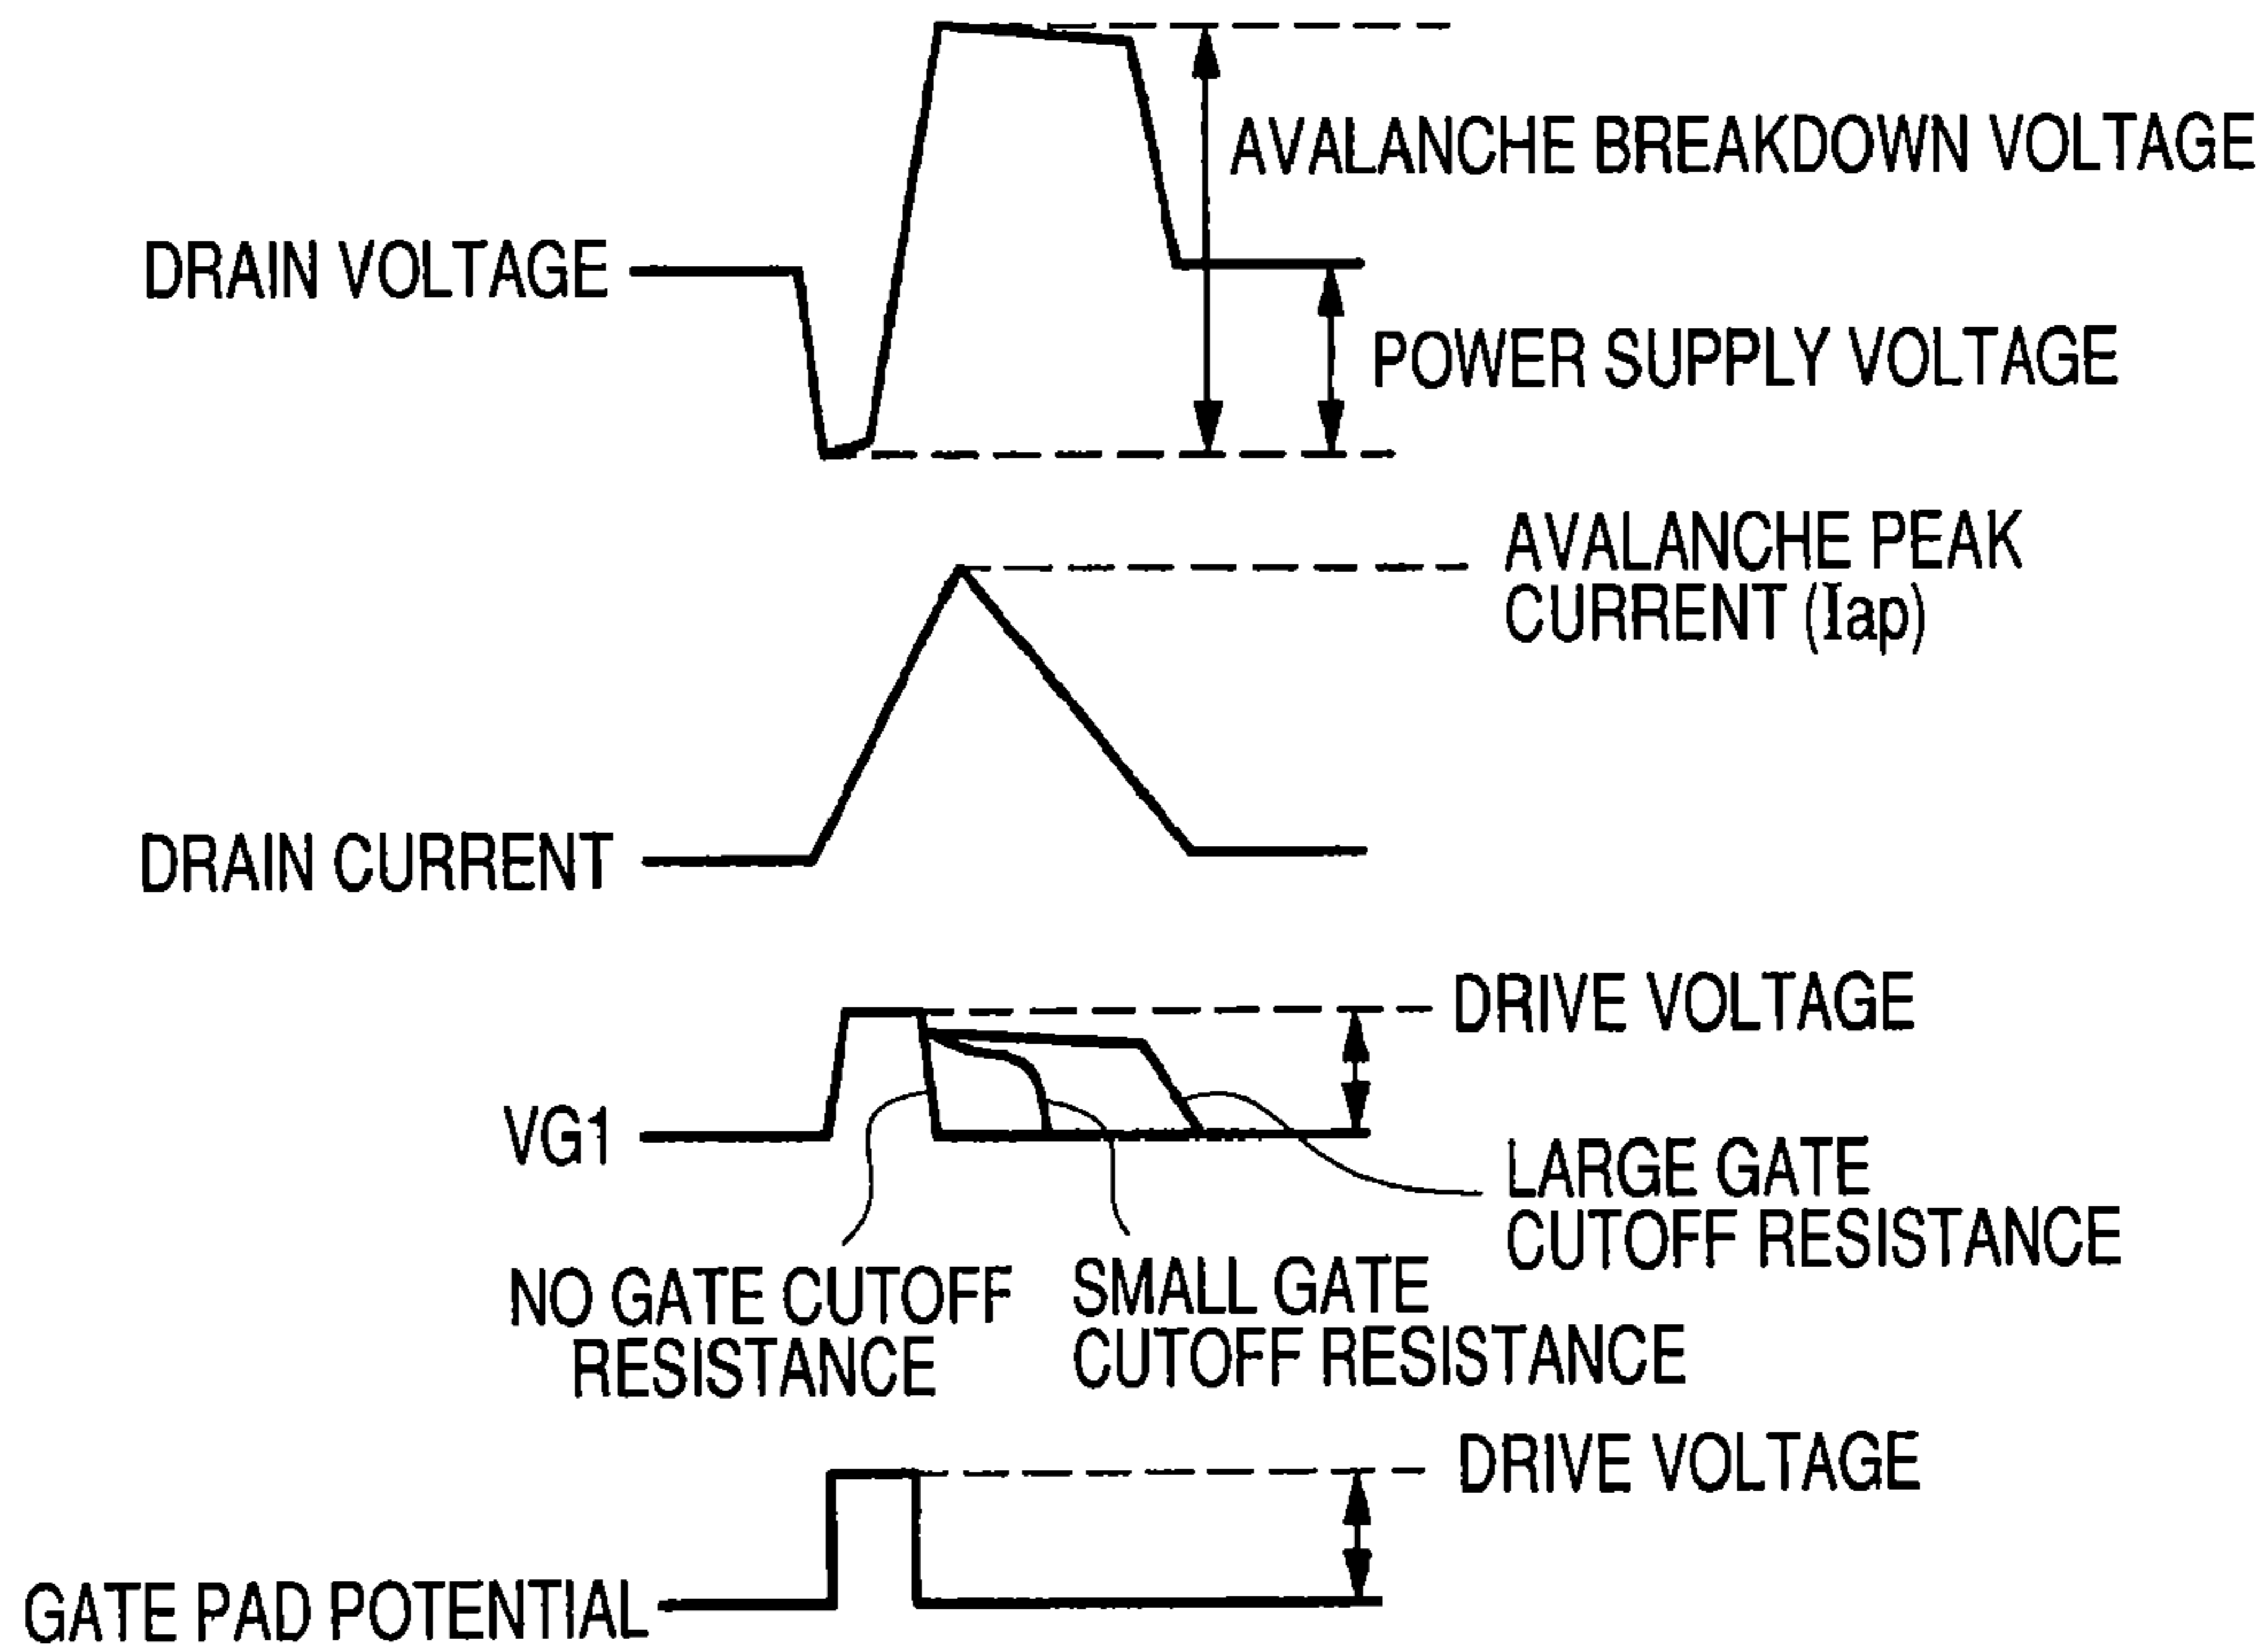 AVALANCHE BREAKDOWN VOLTAGE
DRAIN VOLTAGE
POWER SUPPLY VOLTAGE
AVALANCHE PEAK
CURRENT (Iap)
DRAIN CURRENT
DRIVE VOLTAGE
VG1
LARGE GATE
CUTOFF RESISTANCE
NO GATE CUTOFF
RESISTANCE
SMALL GATE
CUTOFF RESISTANCE
DRIVE VOLTAGE
GATE PAD POTENTIAL